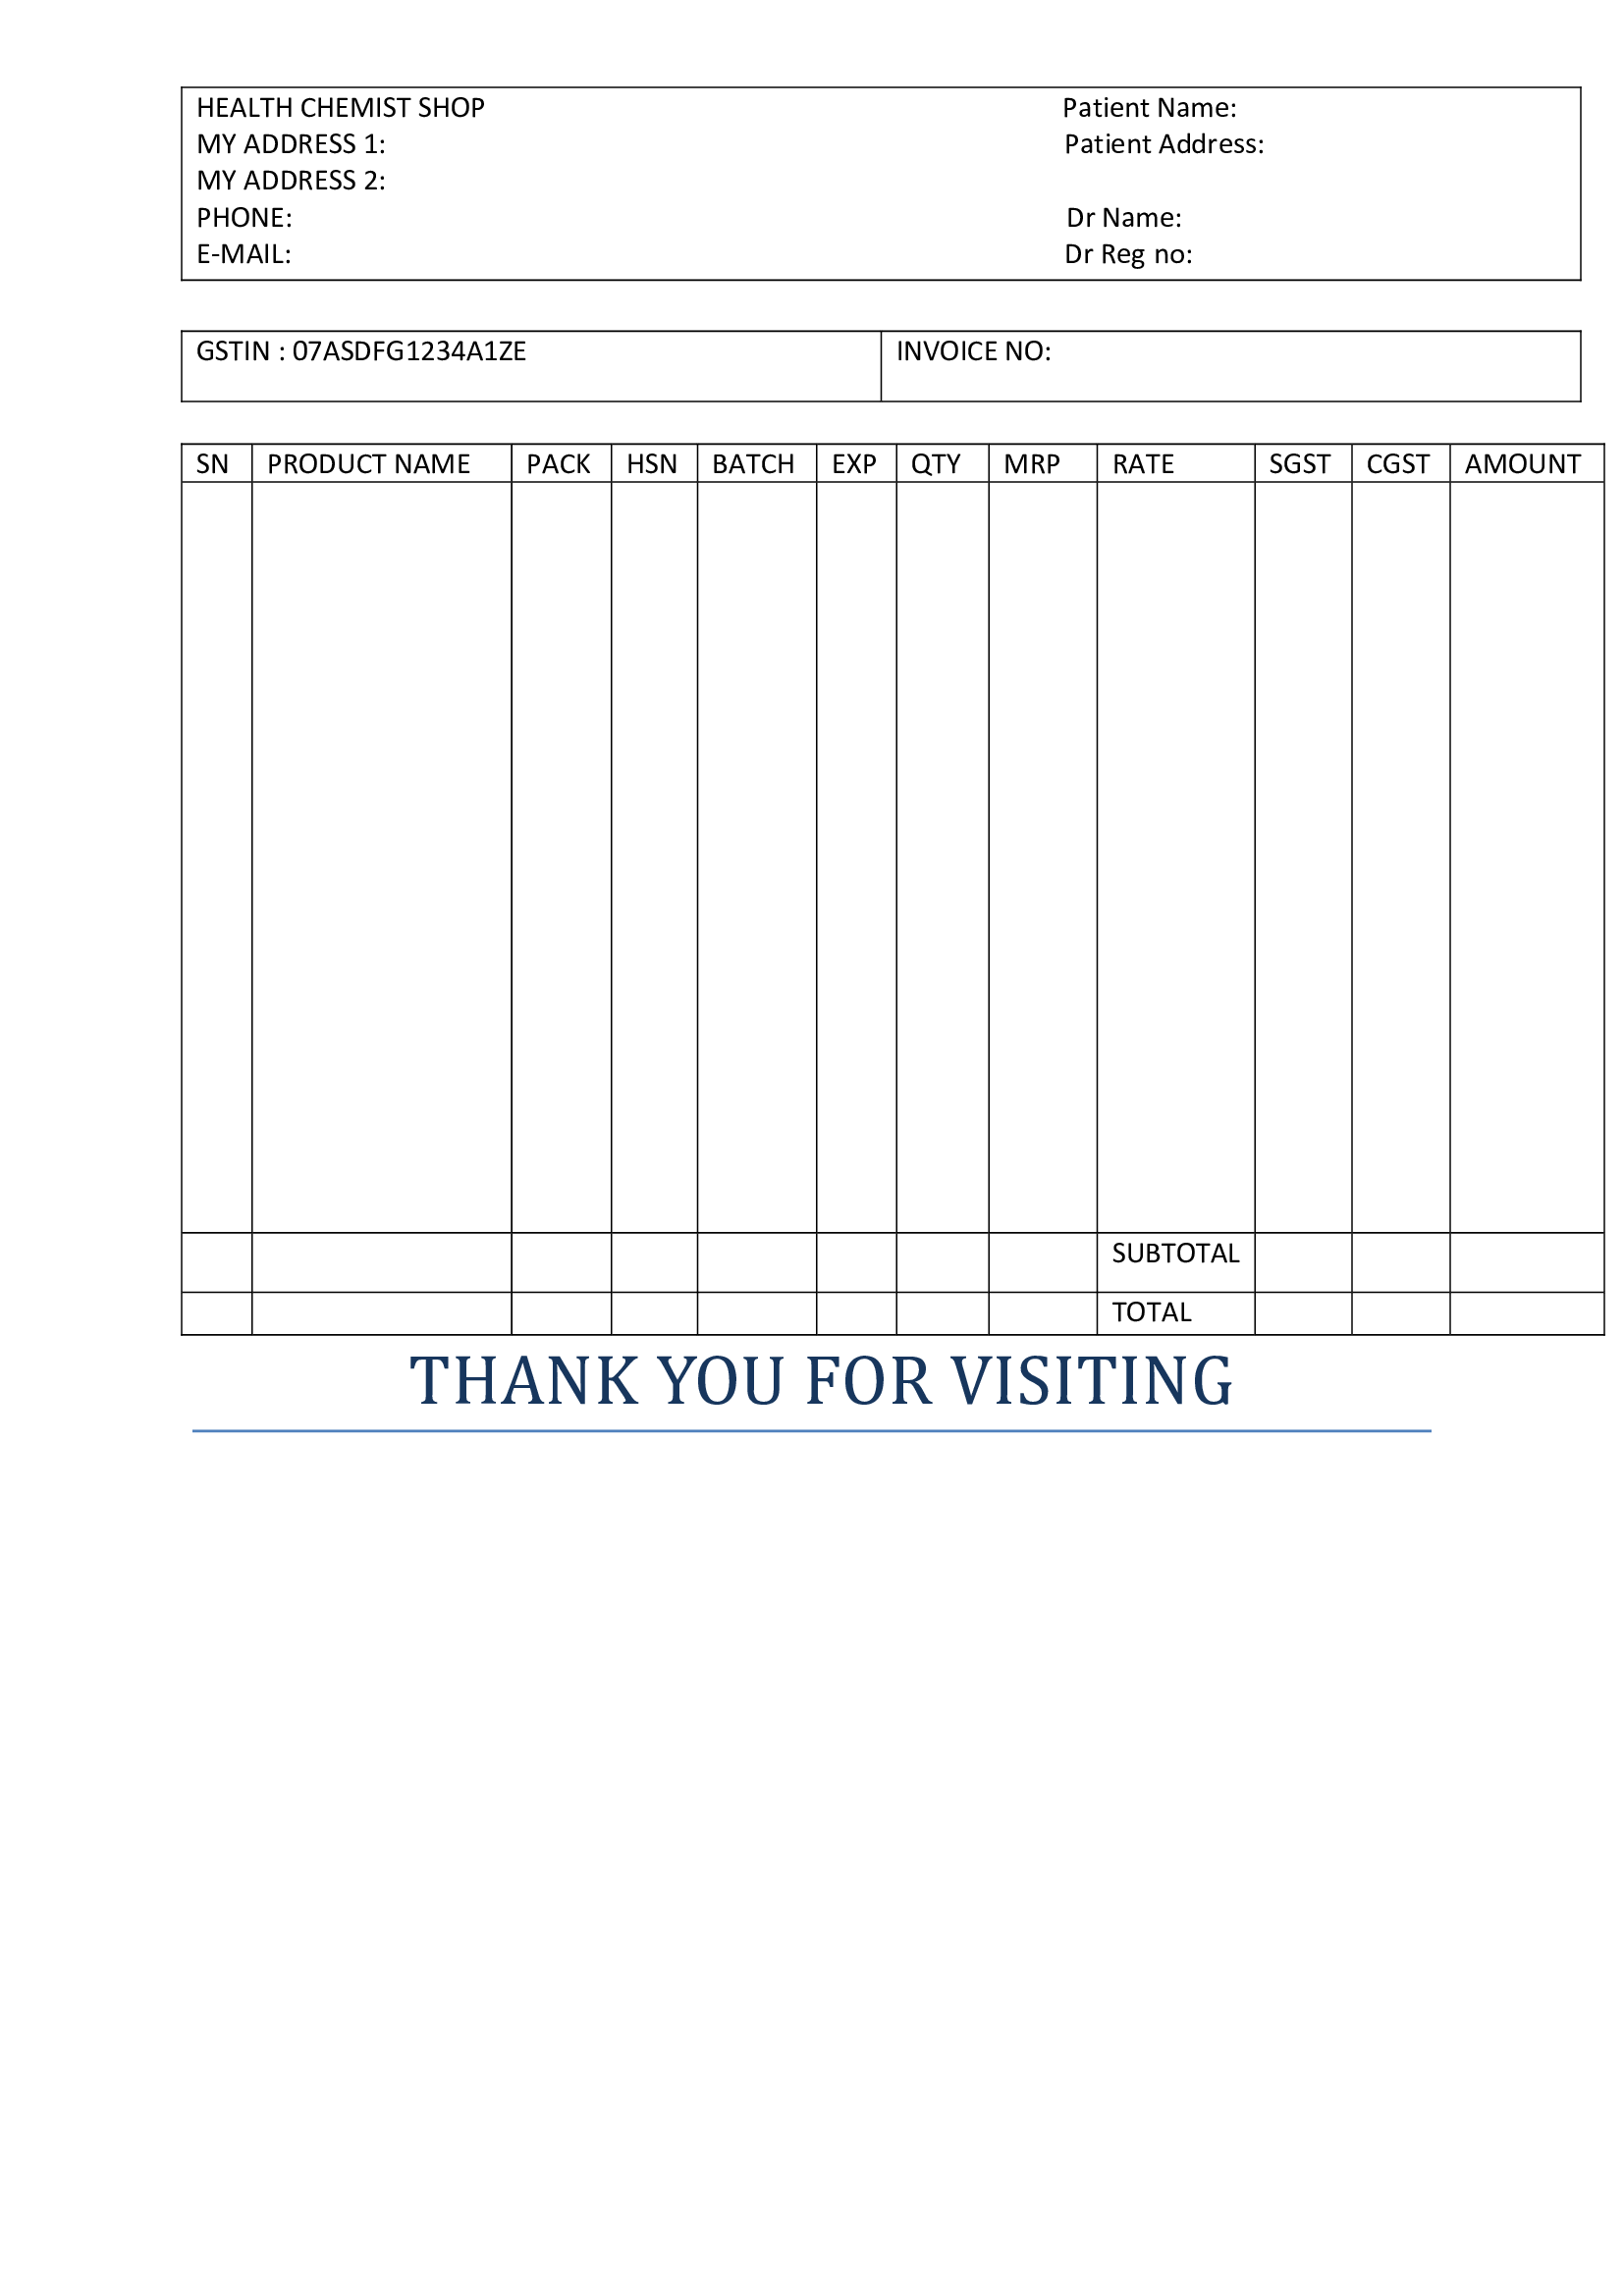 HEALTH CHEMIST SHOP Patient Name:
MY ADDRESS 1: Patient Address:
MY ADDRESS 2:
PHONE: Dr Name:
E-MAIL: Dr Reg no:
GSTIN : 07ASDFG1234A1ZE INVOICE NO:
SN PRODUCT NAME PACK HSN BATCH EXP QTY MRP RATE SGST CGST AMOUNT
SUBTOTAL
TOTAL
THANK YOU FOR VISITING